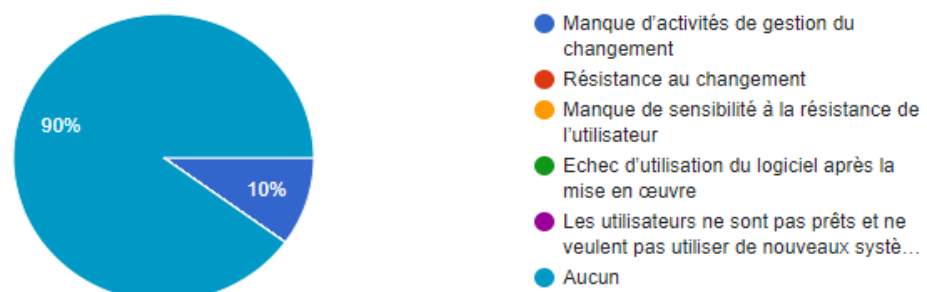 90%
10%
Manque d'activités de gestion du
changement
Résistance au changement
Manque de sensibilité à la résistance de
l'utilisateur
Echec d'utilisation du logiciel après la
mise en œuvre
Les utilisateurs ne sont pas prêts et ne
veulent pas utiliser de nouveaux systè…
Aucun